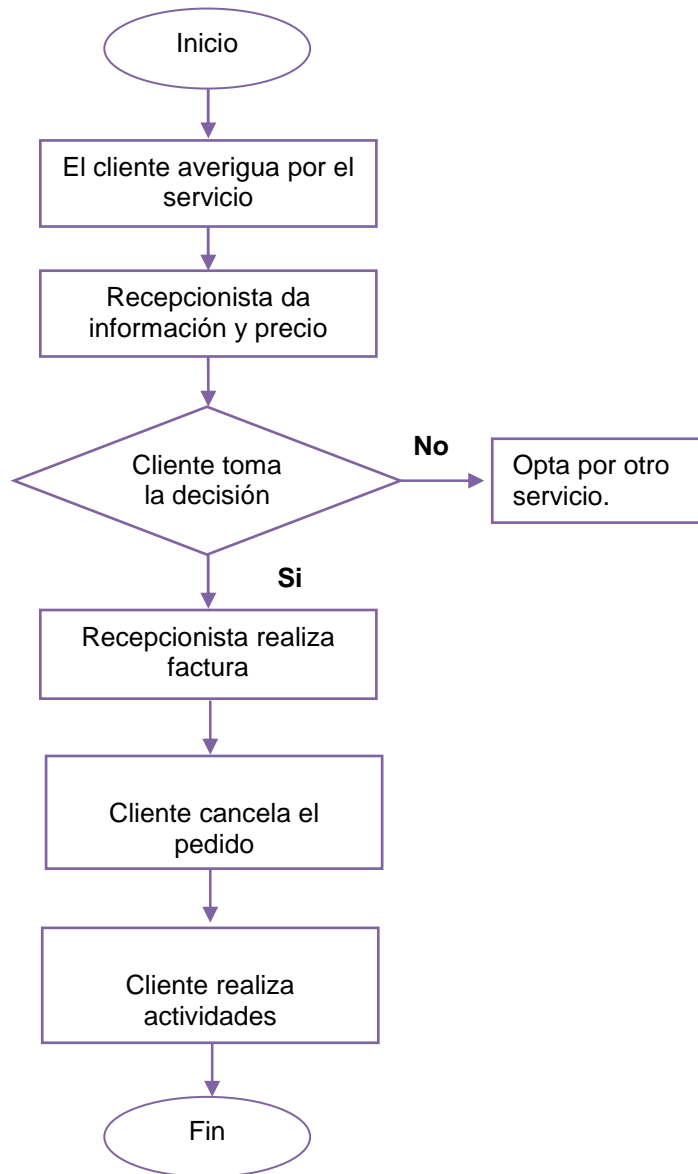 Inicio
El cliente averigua por el
servicio
Recepcionista da
información y precio
Cliente toma
la decisión
No
Opta por otro
servicio.
Si
Recepcionista realiza
factura
Cliente cancela el
pedido
Cliente realiza
actividades
Fin